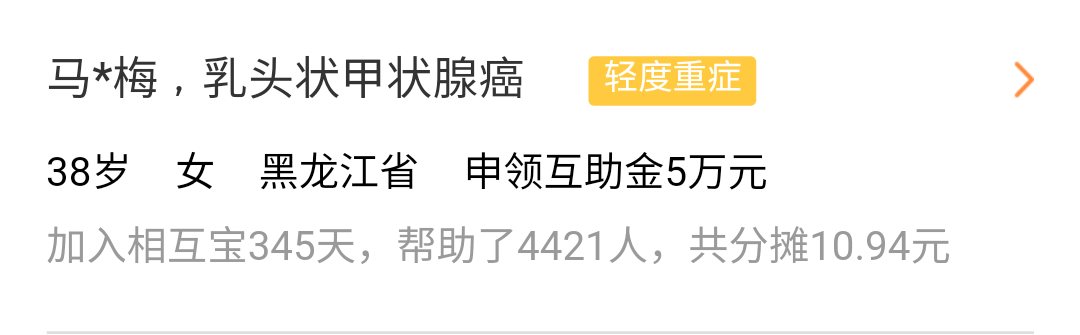 马*梅，乳头状甲状腺癌 轻度重症
38岁 女 黑龙江省 申领互助金5万元
加入相互宝345天，帮助了4421人，共分摊10.94元